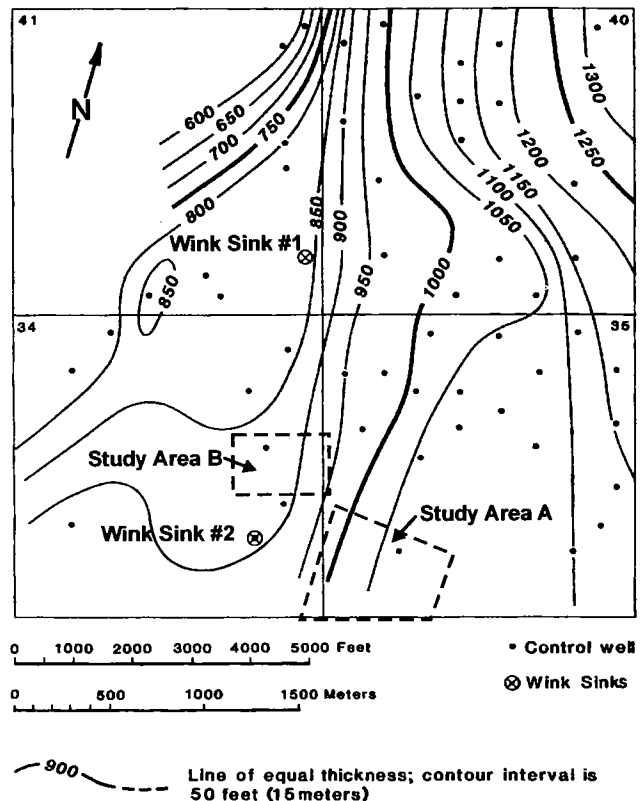 41
40
N
600
650
700
750
800
850
900
950
1000
1050
1100
1150
1200
1250
1300
Wink Sink #1
850
34
35
Study Area B
Study Area A
Wink Sink #2
0 1000 2000 3000 4000 5000 Feet
0 500 1000 1500 Meters
• Control well
⊗ Wink Sinks
900
Line of equal thickness; contour interval is
50 feet (15 meters)